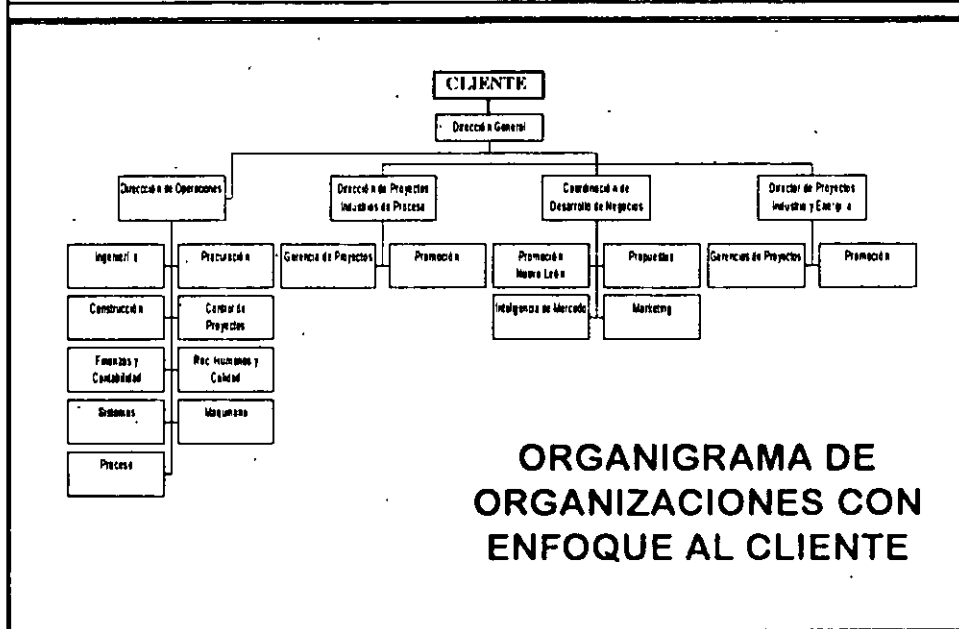 CLIENTE
Dirección General
Direccción de Operaciones
Dirección de Proyectos
Industrias de Proceso
Coordinación de
Desarrollo de Negocios
Director de Proyectos
Industria y Energía
Ingeniería
Procuración
Gerencia de Proyectos
Promoción
Promoción
Nuevo León
Propuestas
Gerencias de Proyectos
Promoción
Construcción
Control de
Proyectos
Inteligencia de Mercado
Marketing
Finanzas y
Contabilidad
Rec Humanos y
Calidad
Sistemas
Maquinaria
Proceso
ORGANIGRAMA DE
ORGANIZACIONES CON
ENFOQUE AL CLIENTE